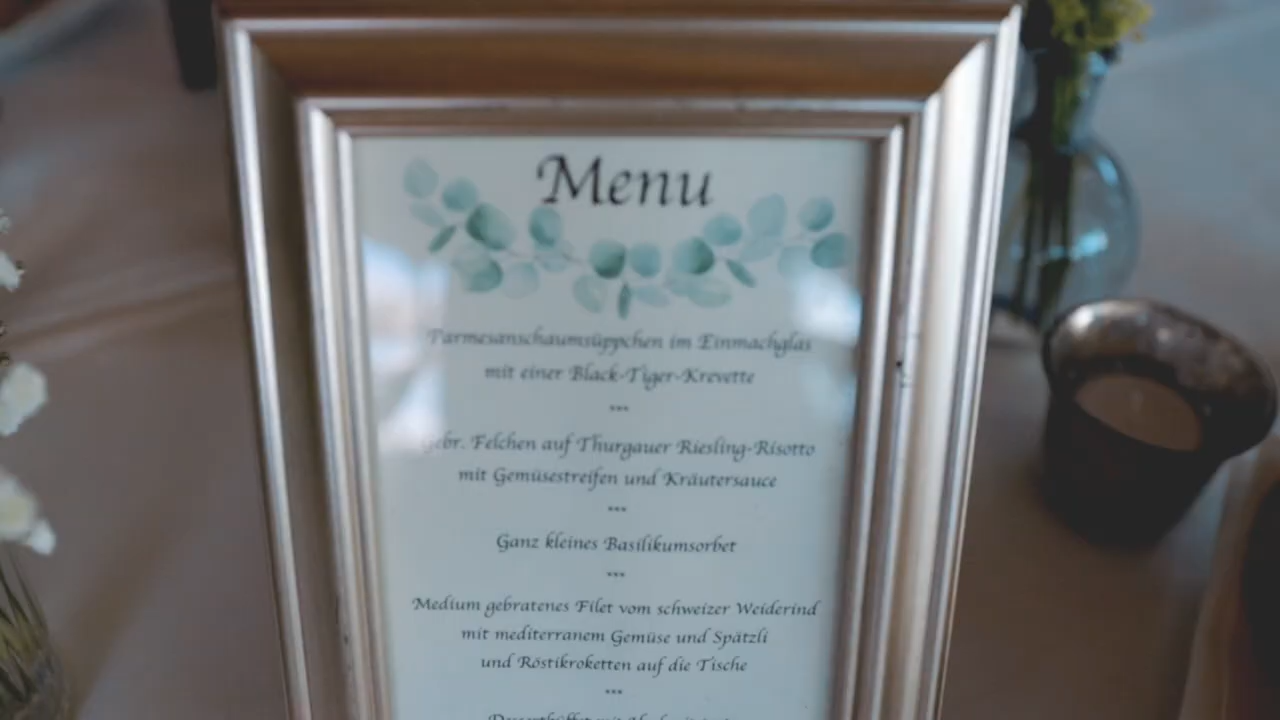 Menu
Parmesanschaumsüppchen im Einmachglas
mit einer Black-Tiger-Krevette
***
Gebr. Felchen auf Thurgauer Riesling-Risotto
mit Gemüsestreifen und Kräutersauce
***
Ganz kleines Basilikumsorbet
***
Medium gebratenes Filet vom schweizer Weiderind
mit mediterranem Gemüse und Spätzli
und Röstikroketten auf die Tische
***